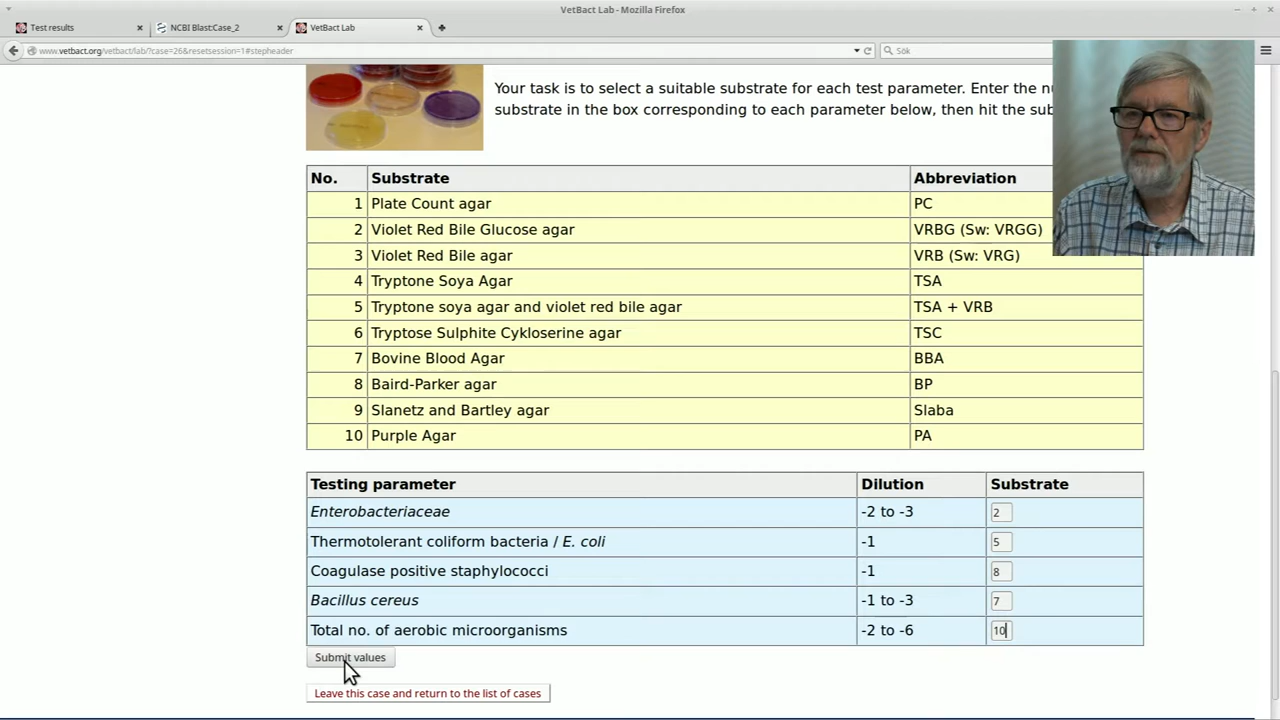 VetBact Lab - Mozilla Firefox
Test results
NCBI Blast:Case_2
VetBact Lab
www.vetbact.org/vetbact/lab/?case=26&resetsession=1#stepheader
Sök
Your task is to select a suitable substrate for each test parameter. Enter the
substrate in the box corresponding to each parameter below, then hit the
No. Substrate Abbreviation
1 Plate Count agar PC
2 Violet Red Bile Glucose agar VRBG (Sw: VRGG)
3 Violet Red Bile agar VRB (Sw: VRG)
4 Tryptone Soya Agar TSA
5 Tryptone soya agar and violet red bile agar TSA + VRB
6 Tryptose Sulphite Cykloserine agar TSC
7 Bovine Blood Agar BBA
8 Baird-Parker agar BP
9 Slanetz and Bartley agar Slaba
10 Purple Agar PA
Testing parameter Dilution Substrate
Enterobacteriaceae -2 to -3 2
Thermotolerant coliform bacteria / E. coli -1 5
Coagulase positive staphylococci -1 8
Bacillus cereus -1 to -3 7
Total no. of aerobic microorganisms -2 to -6 10
Submit values
Leave this case and return to the list of cases